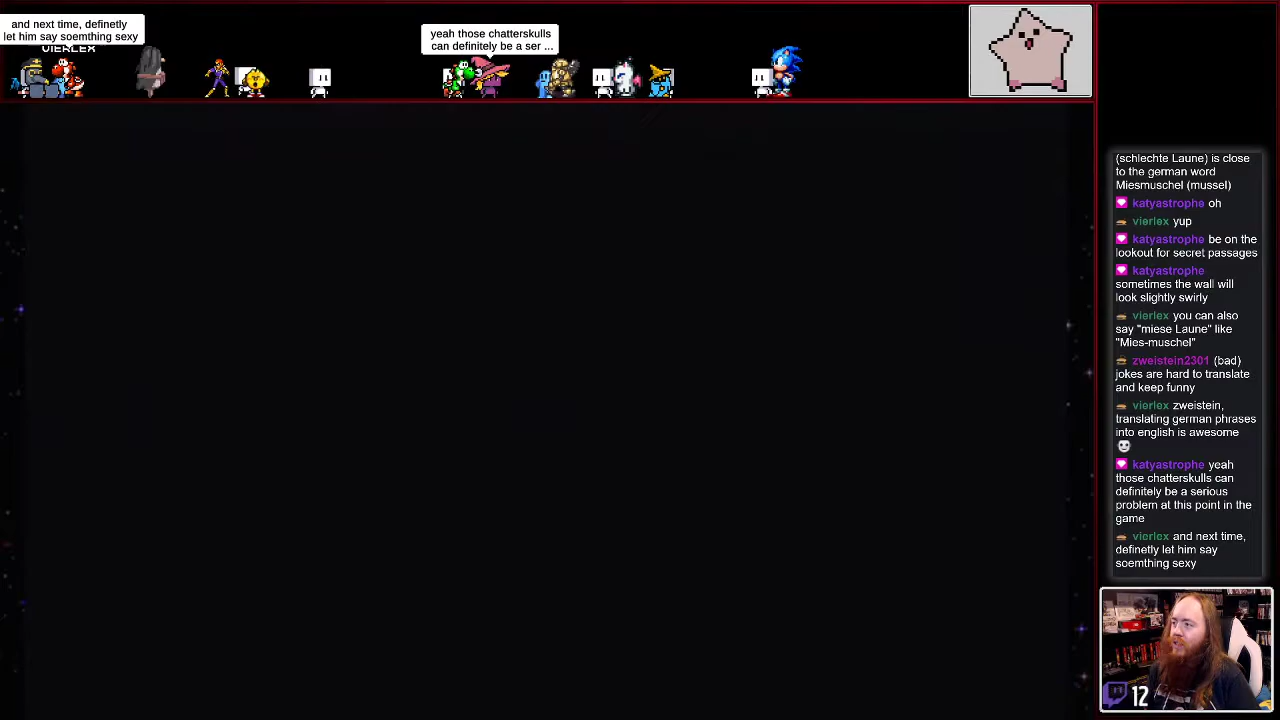 and next time, definetly
let him say soemthing sexy
VIERLEX
yeah those chatterskulls
can definitely be a ser ...
(schlechte Laune) is close
to the german word
Miesmuschel (mussel)
katyastrophe oh
vierlex yup
katyastrophe be on the
lookout for secret passages
katyastrophe
sometimes the wall will
look slightly swirly
vierlex you can also
say "miese Laune" like
"Mies-muschel"
zweistein2301 (bad)
jokes are hard to translate
and keep funny
vierlex zweistein,
translating german phrases
into english is awesome
katyastrophe yeah
those chatterskulls can
definitely be a serious
problem at this point in the
game
vierlex and next time,
definetly let him say
soemthing sexy
12